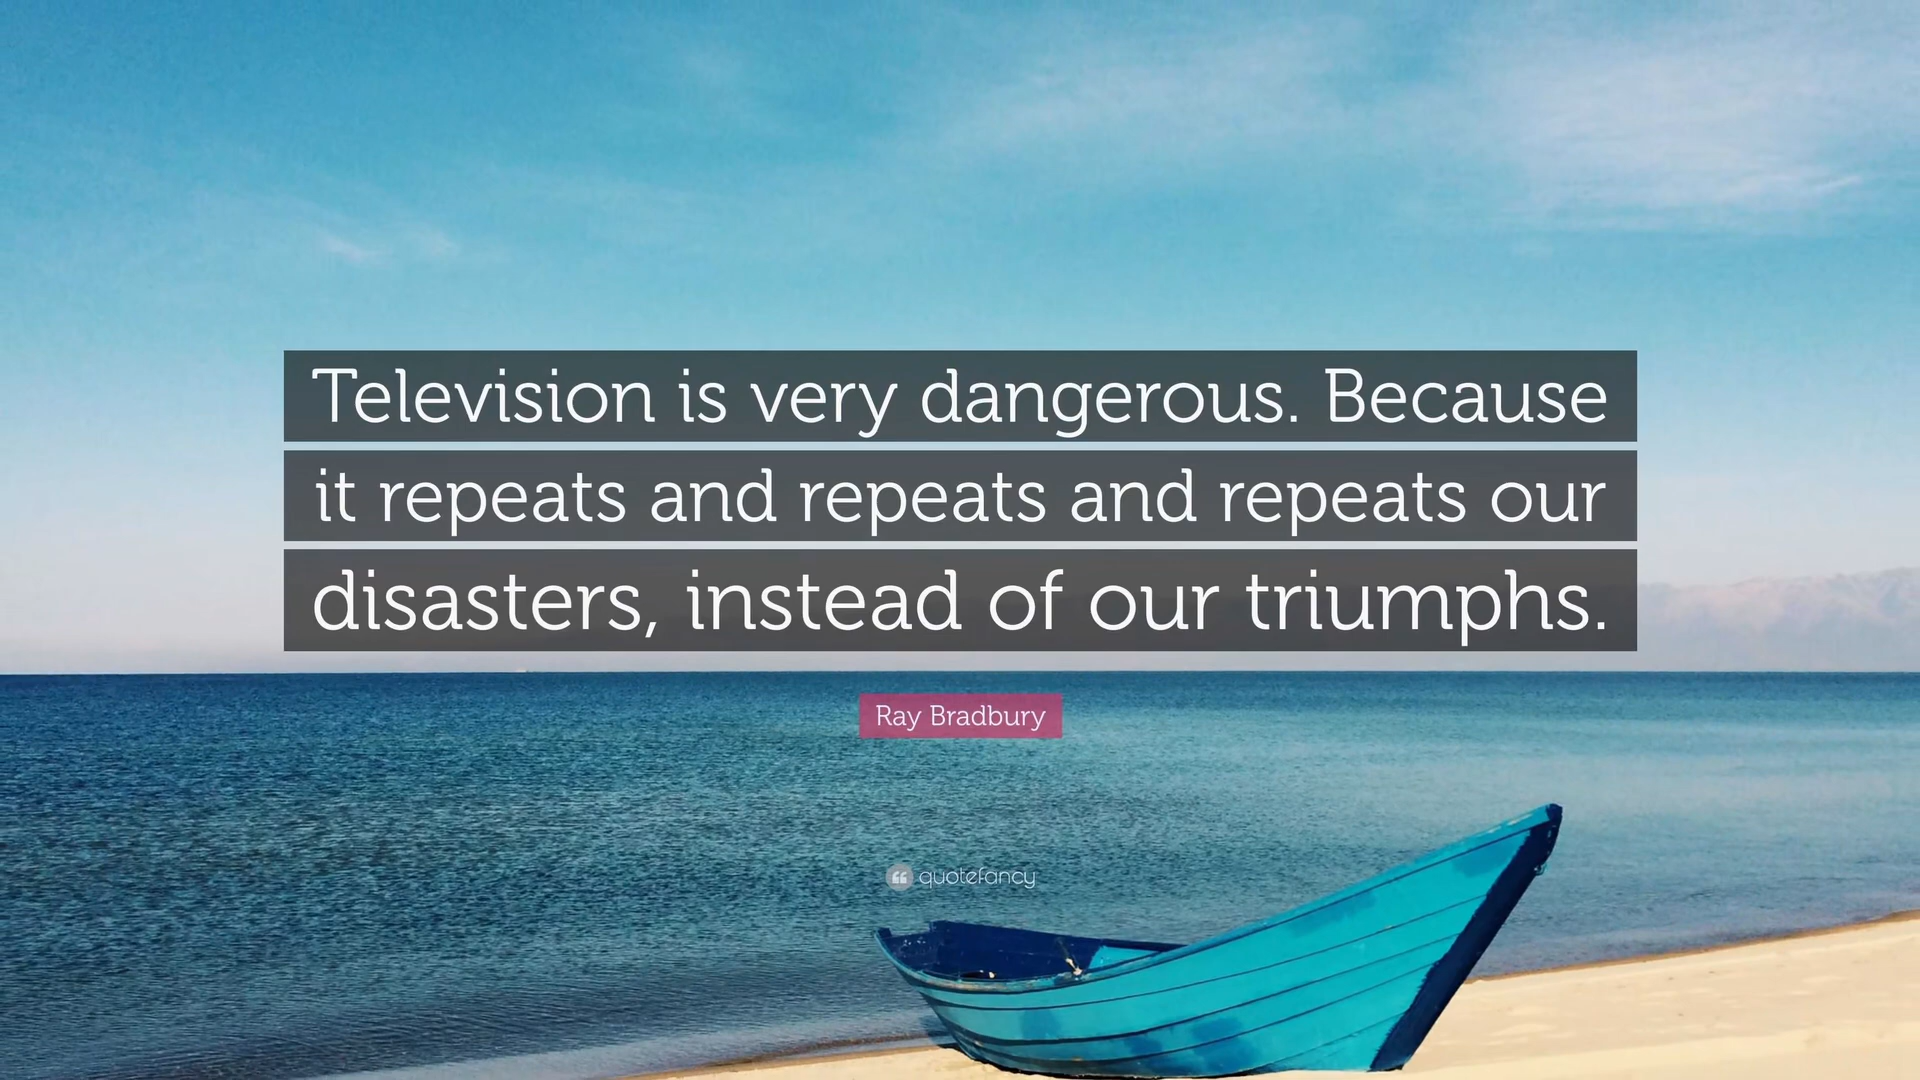 Television is very dangerous. Because
it repeats and repeats and repeats our
disasters, instead of our triumphs.
Ray Bradbury
quotefancy